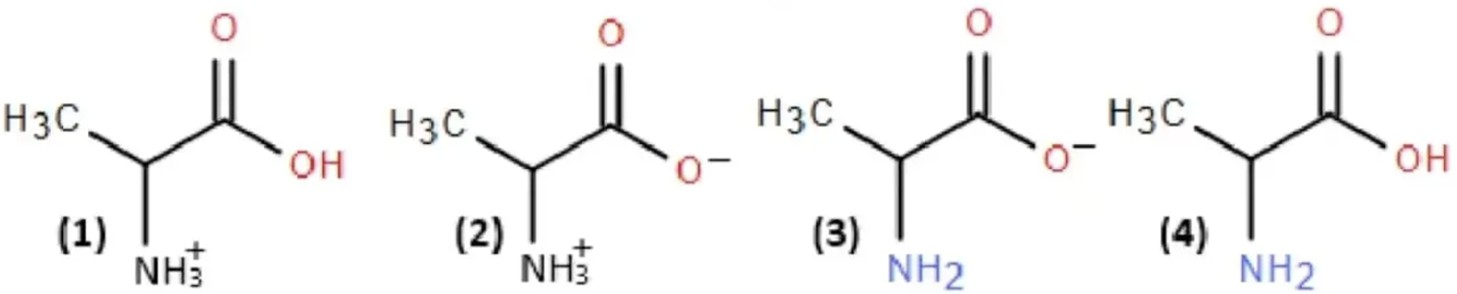 O O O O
H3C OH H3C O− H3C O− H3C OH
(1) NH3+ (2) NH3+ (3) NH2 (4) NH2